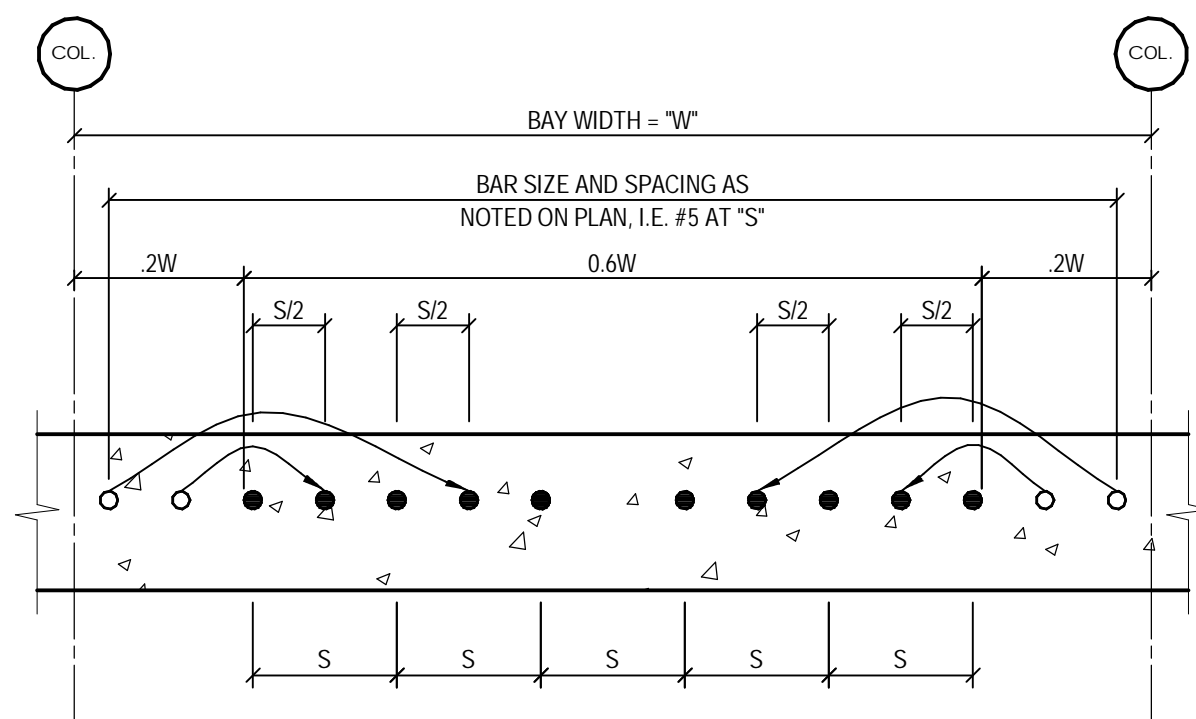 COL.
COL.
BAY WIDTH = "W"
BAR SIZE AND SPACING AS
NOTED ON PLAN, I.E. #5 AT "S"
.2W
0.6W
.2W
S/2
S/2
S/2
S/2
S
S
S
S
S